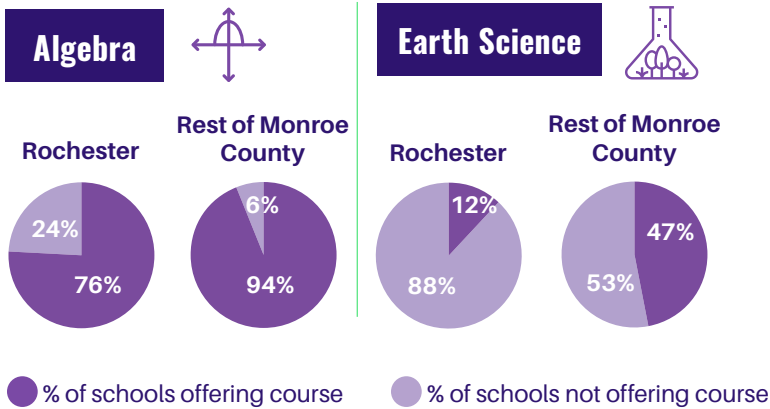 Algebra
Rochester
Rest of Monroe
County
24%
76%
6%
94%
Earth Science
Rochester
Rest of Monroe
County
12%
88%
47%
53%
% of schools offering course
% of schools not offering course